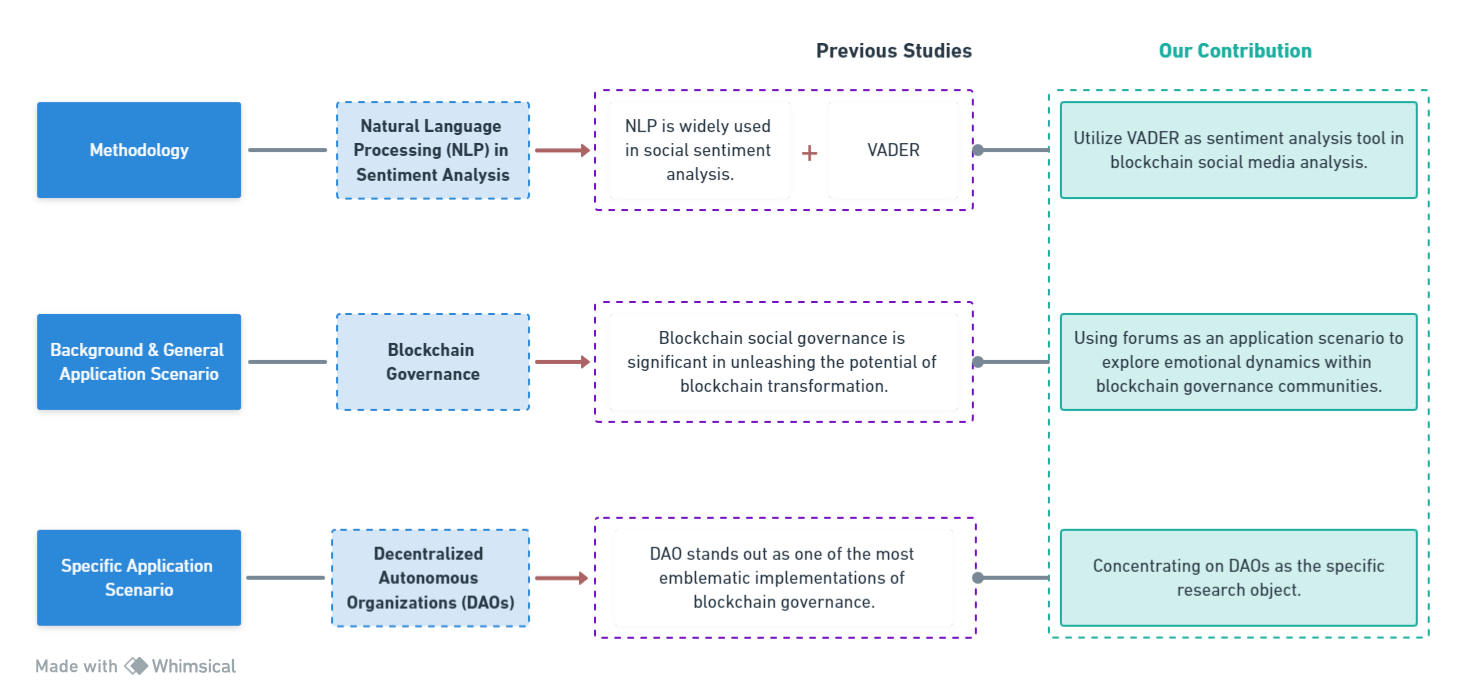 Previous Studies
Our Contribution
Methodology
Natural Language
Processing (NLP) in
Sentiment Analysis
NLP is widely used
in social sentiment
analysis.
+
VADER
Utilize VADER as sentiment analysis tool in
blockchain social media analysis.
Background & General
Application Scenario
Blockchain
Governance
Blockchain social governance is
significant in unleashing the potential of
blockchain transformation.
Using forums as an application scenario to
explore emotional dynamics within
blockchain governance communities.
Specific Application
Scenario
Decentralized
Autonomous
Organizations (DAOs)
DAO stands out as one of the most
emblematic implementations of
blockchain governance.
Concentrating on DAOs as the specific
research object.
Made with Whimsical